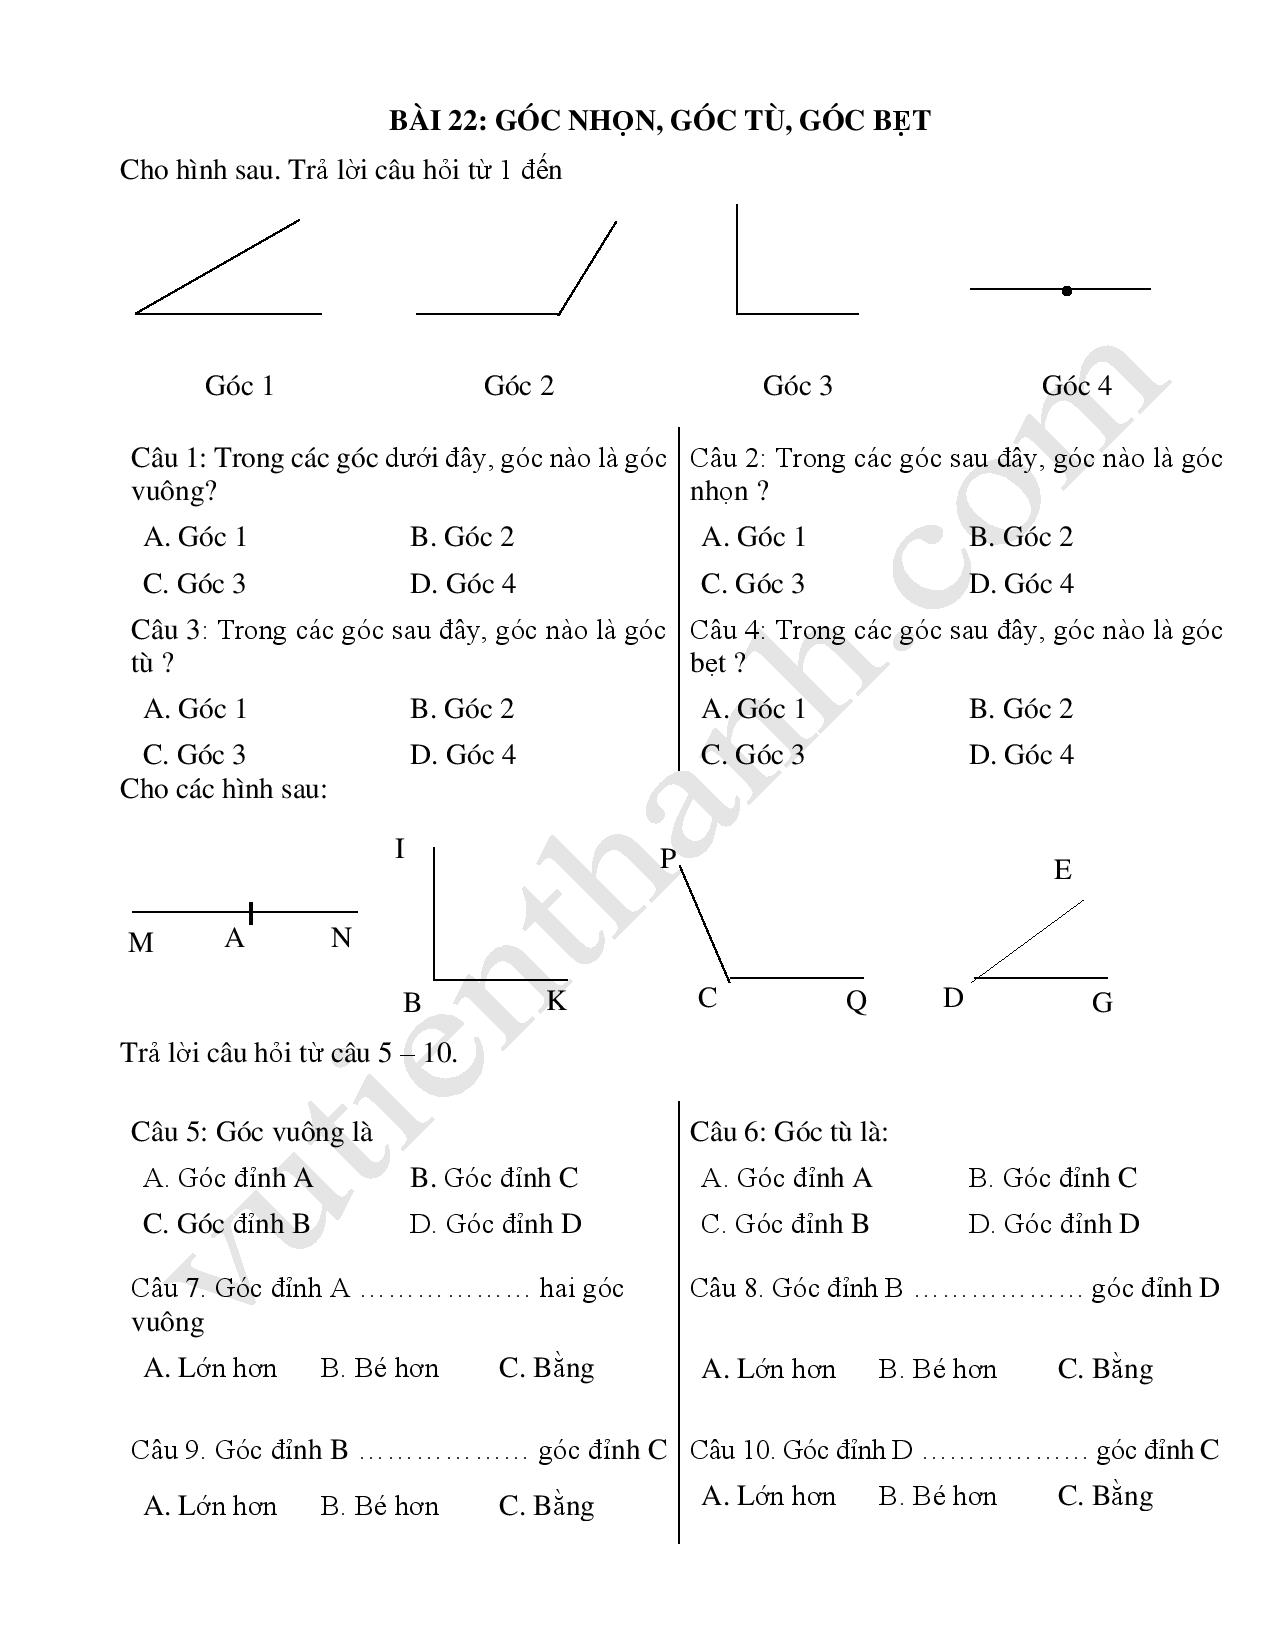 BÀI 22: GÓC NHỌN, GÓC TÙ, GÓC BẸT
Cho hình sau. Trả lời câu hỏi từ 1 đến
Góc 1 Góc 2 Góc 3 Góc 4
Câu 1: Trong các góc dưới đây, góc nào là góc
vuông?
A. Góc 1 B. Góc 2
C. Góc 3 D. Góc 4
Câu 2: Trong các góc sau đây, góc nào là góc
nhọn ?
A. Góc 1 B. Góc 2
C. Góc 3 D. Góc 4
Câu 3: Trong các góc sau đây, góc nào là góc
tù ?
A. Góc 1 B. Góc 2
C. Góc 3 D. Góc 4
Câu 4: Trong các góc sau đây, góc nào là góc
bẹt ?
A. Góc 1 B. Góc 2
C. Góc 3 D. Góc 4
Cho các hình sau:
M A N
I
B K
P
C Q
E
D G
Trả lời câu hỏi từ câu 5 – 10.
Câu 5: Góc vuông là
A. Góc đỉnh A B. Góc đỉnh C
C. Góc đỉnh B D. Góc đỉnh D
Câu 6: Góc tù là:
A. Góc đỉnh A B. Góc đỉnh C
C. Góc đỉnh B D. Góc đỉnh D
Câu 7. Góc đỉnh A ……………… hai góc
vuông
A. Lớn hơn B. Bé hơn C. Bằng
Câu 8. Góc đỉnh B ……………… góc đỉnh D
A. Lớn hơn B. Bé hơn C. Bằng
Câu 9. Góc đỉnh B ……………… góc đỉnh C
A. Lớn hơn B. Bé hơn C. Bằng
Câu 10. Góc đỉnh D ……………… góc đỉnh C
A. Lớn hơn B. Bé hơn C. Bằng
vutienthanh.com